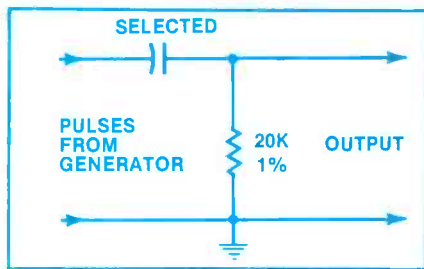 SELECTED
PULSES
FROM
GENERATOR
20K
1%
OUTPUT